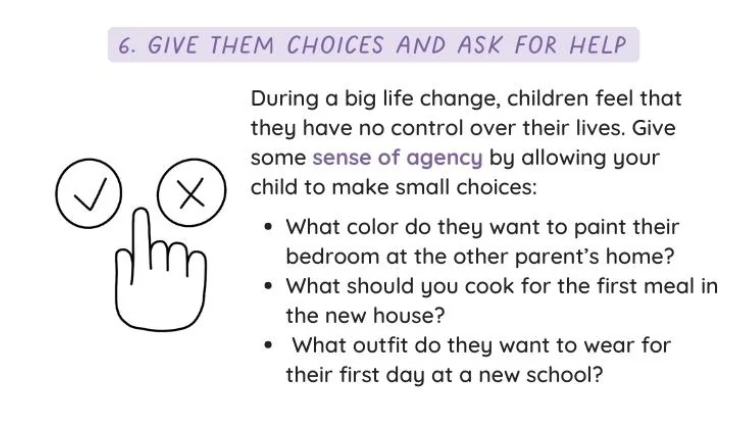 6. GIVE THEM CHOICES AND ASK FOR HELP
During a big life change, children feel that
they have no control over their lives. Give
some sense of agency by allowing your
child to make small choices:
• What color do they want to paint their
bedroom at the other parent's home?
• What should you cook for the first meal in
the new house?
• What outfit do they want to wear for
their first day at a new school?